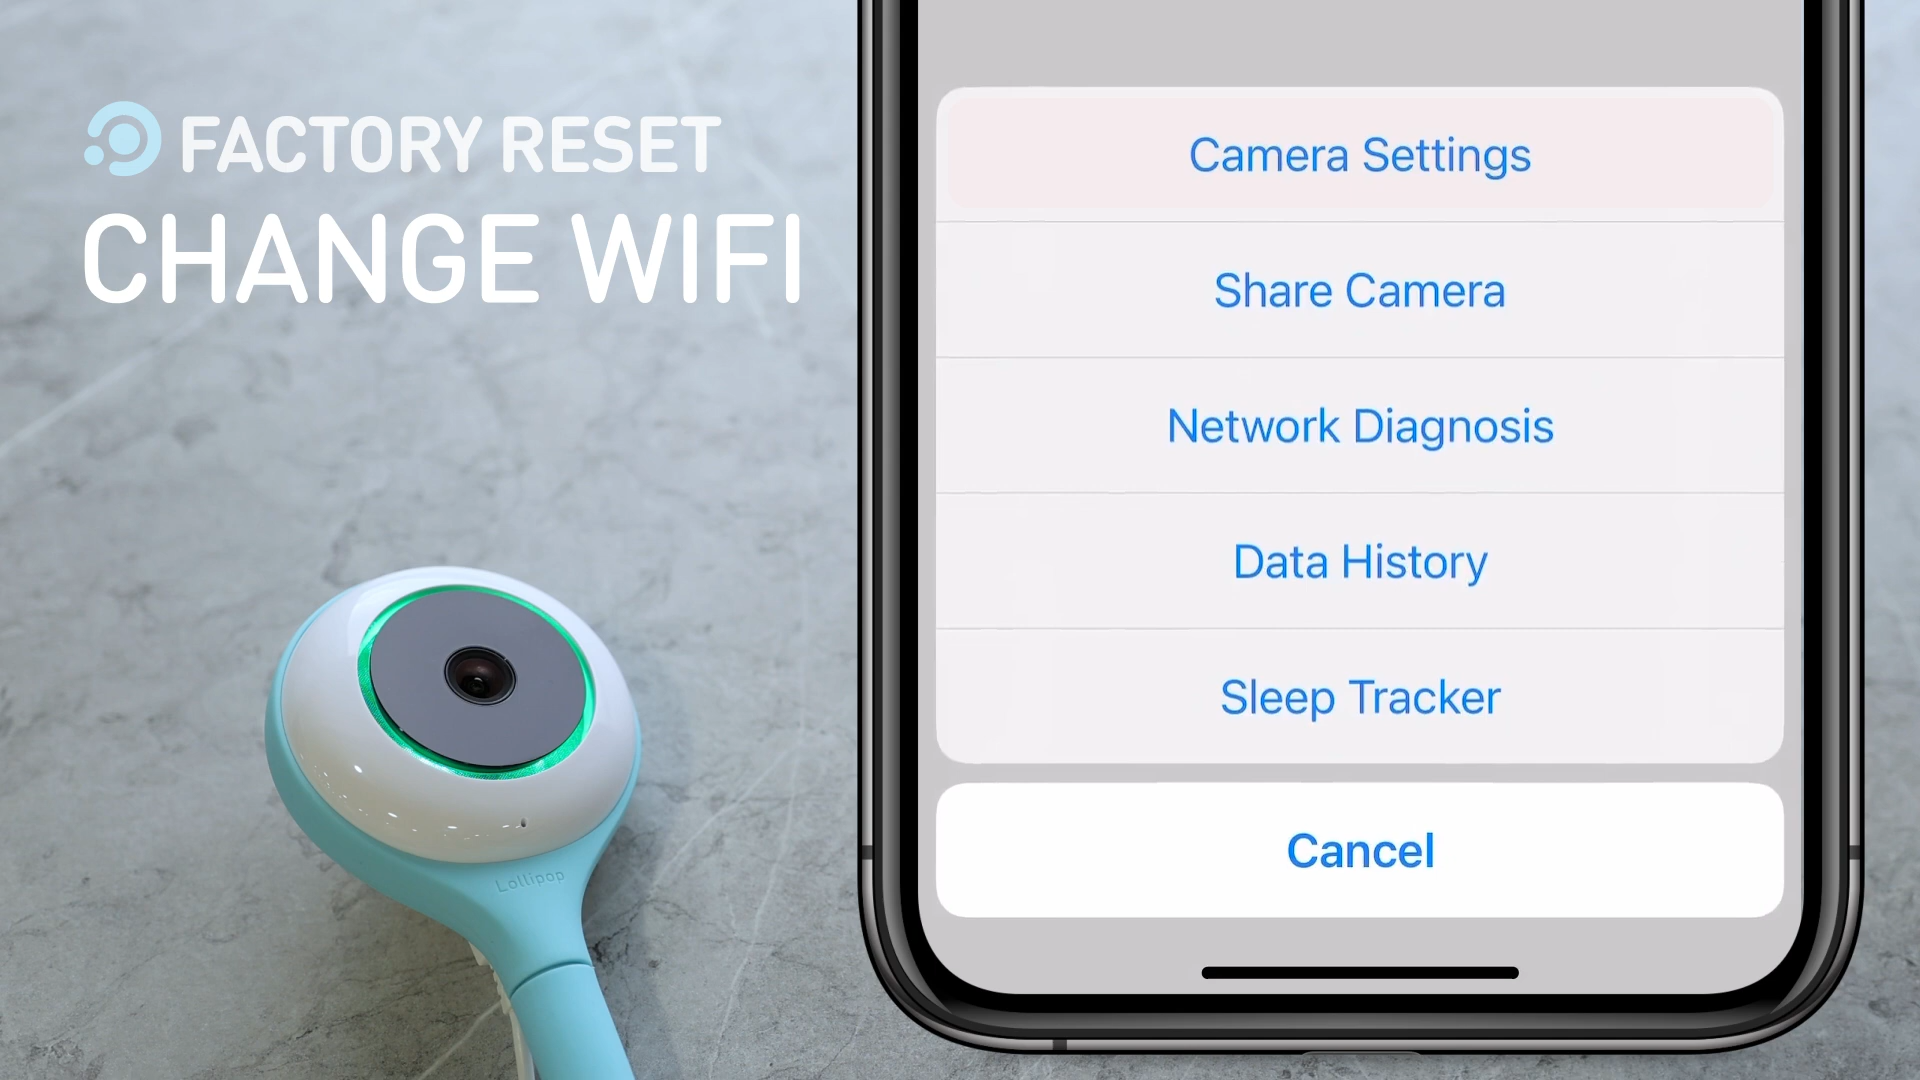 FACTORY RESET
CHANGE WIFI
Camera Settings
Share Camera
Network Diagnosis
Data History
Sleep Tracker
Cancel
Lollipop